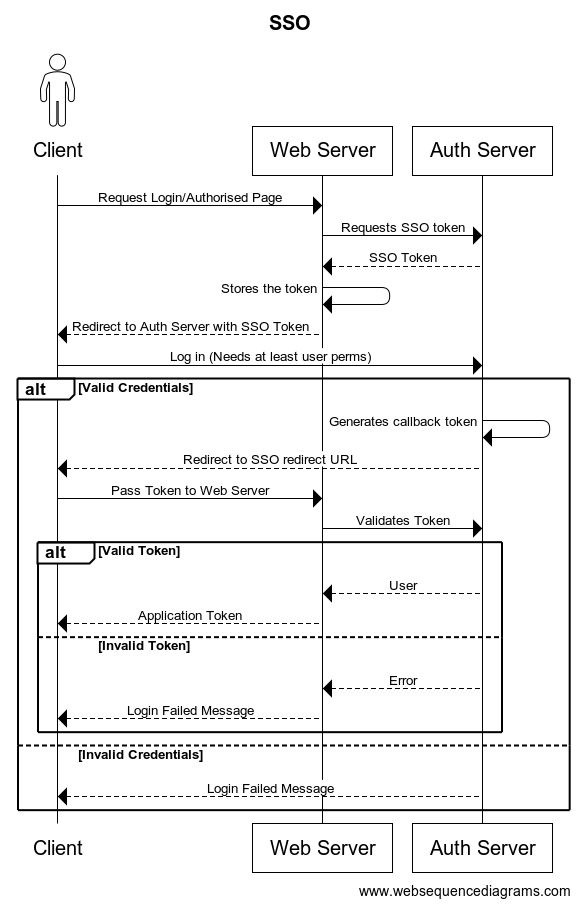 SSO
Client
Web Server
Auth Server
Request Login/Authorised Page
Requests SSO token
SSO Token
Stores the token
Redirect to Auth Server with SSO Token
Log in (Needs at least user perms)
alt
[Valid Credentials]
Generates callback token
Redirect to SSO redirect URL
Pass Token to Web Server
Validates Token
alt
[Valid Token]
User
Application Token
[Invalid Token]
Error
Login Failed Message
[Invalid Credentials]
Login Failed Message
Client
Web Server
Auth Server
www.websequencediagrams.com